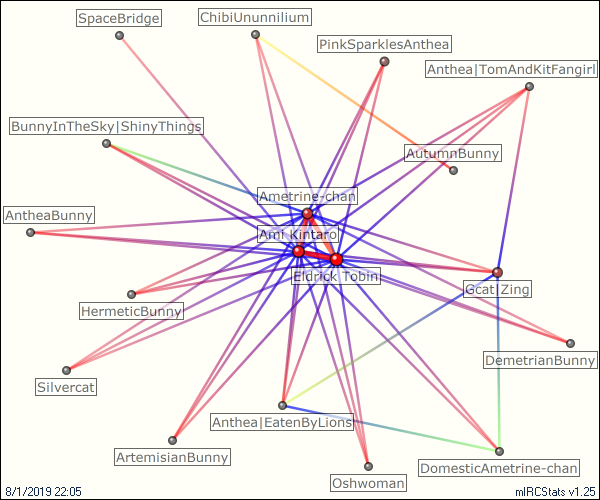 SpaceBridge
ChibiUnunnilium
PinkSparklesAnthea
Anthea|TomAndKitFangirl
BunnyInTheSky|ShinyThings
AutumnBunny
Ametrine-chan
AntheaBunny
Ami Kintaro
Eldrick Tobin
Gcat|Zing
HermeticBunny
DemetrianBunny
Silvercat
Anthea|EatenByLions
ArtemisianBunny
DomesticAmetrine-chan
Oshwoman
8/1/2019 22:05
mIRCStats v1.25